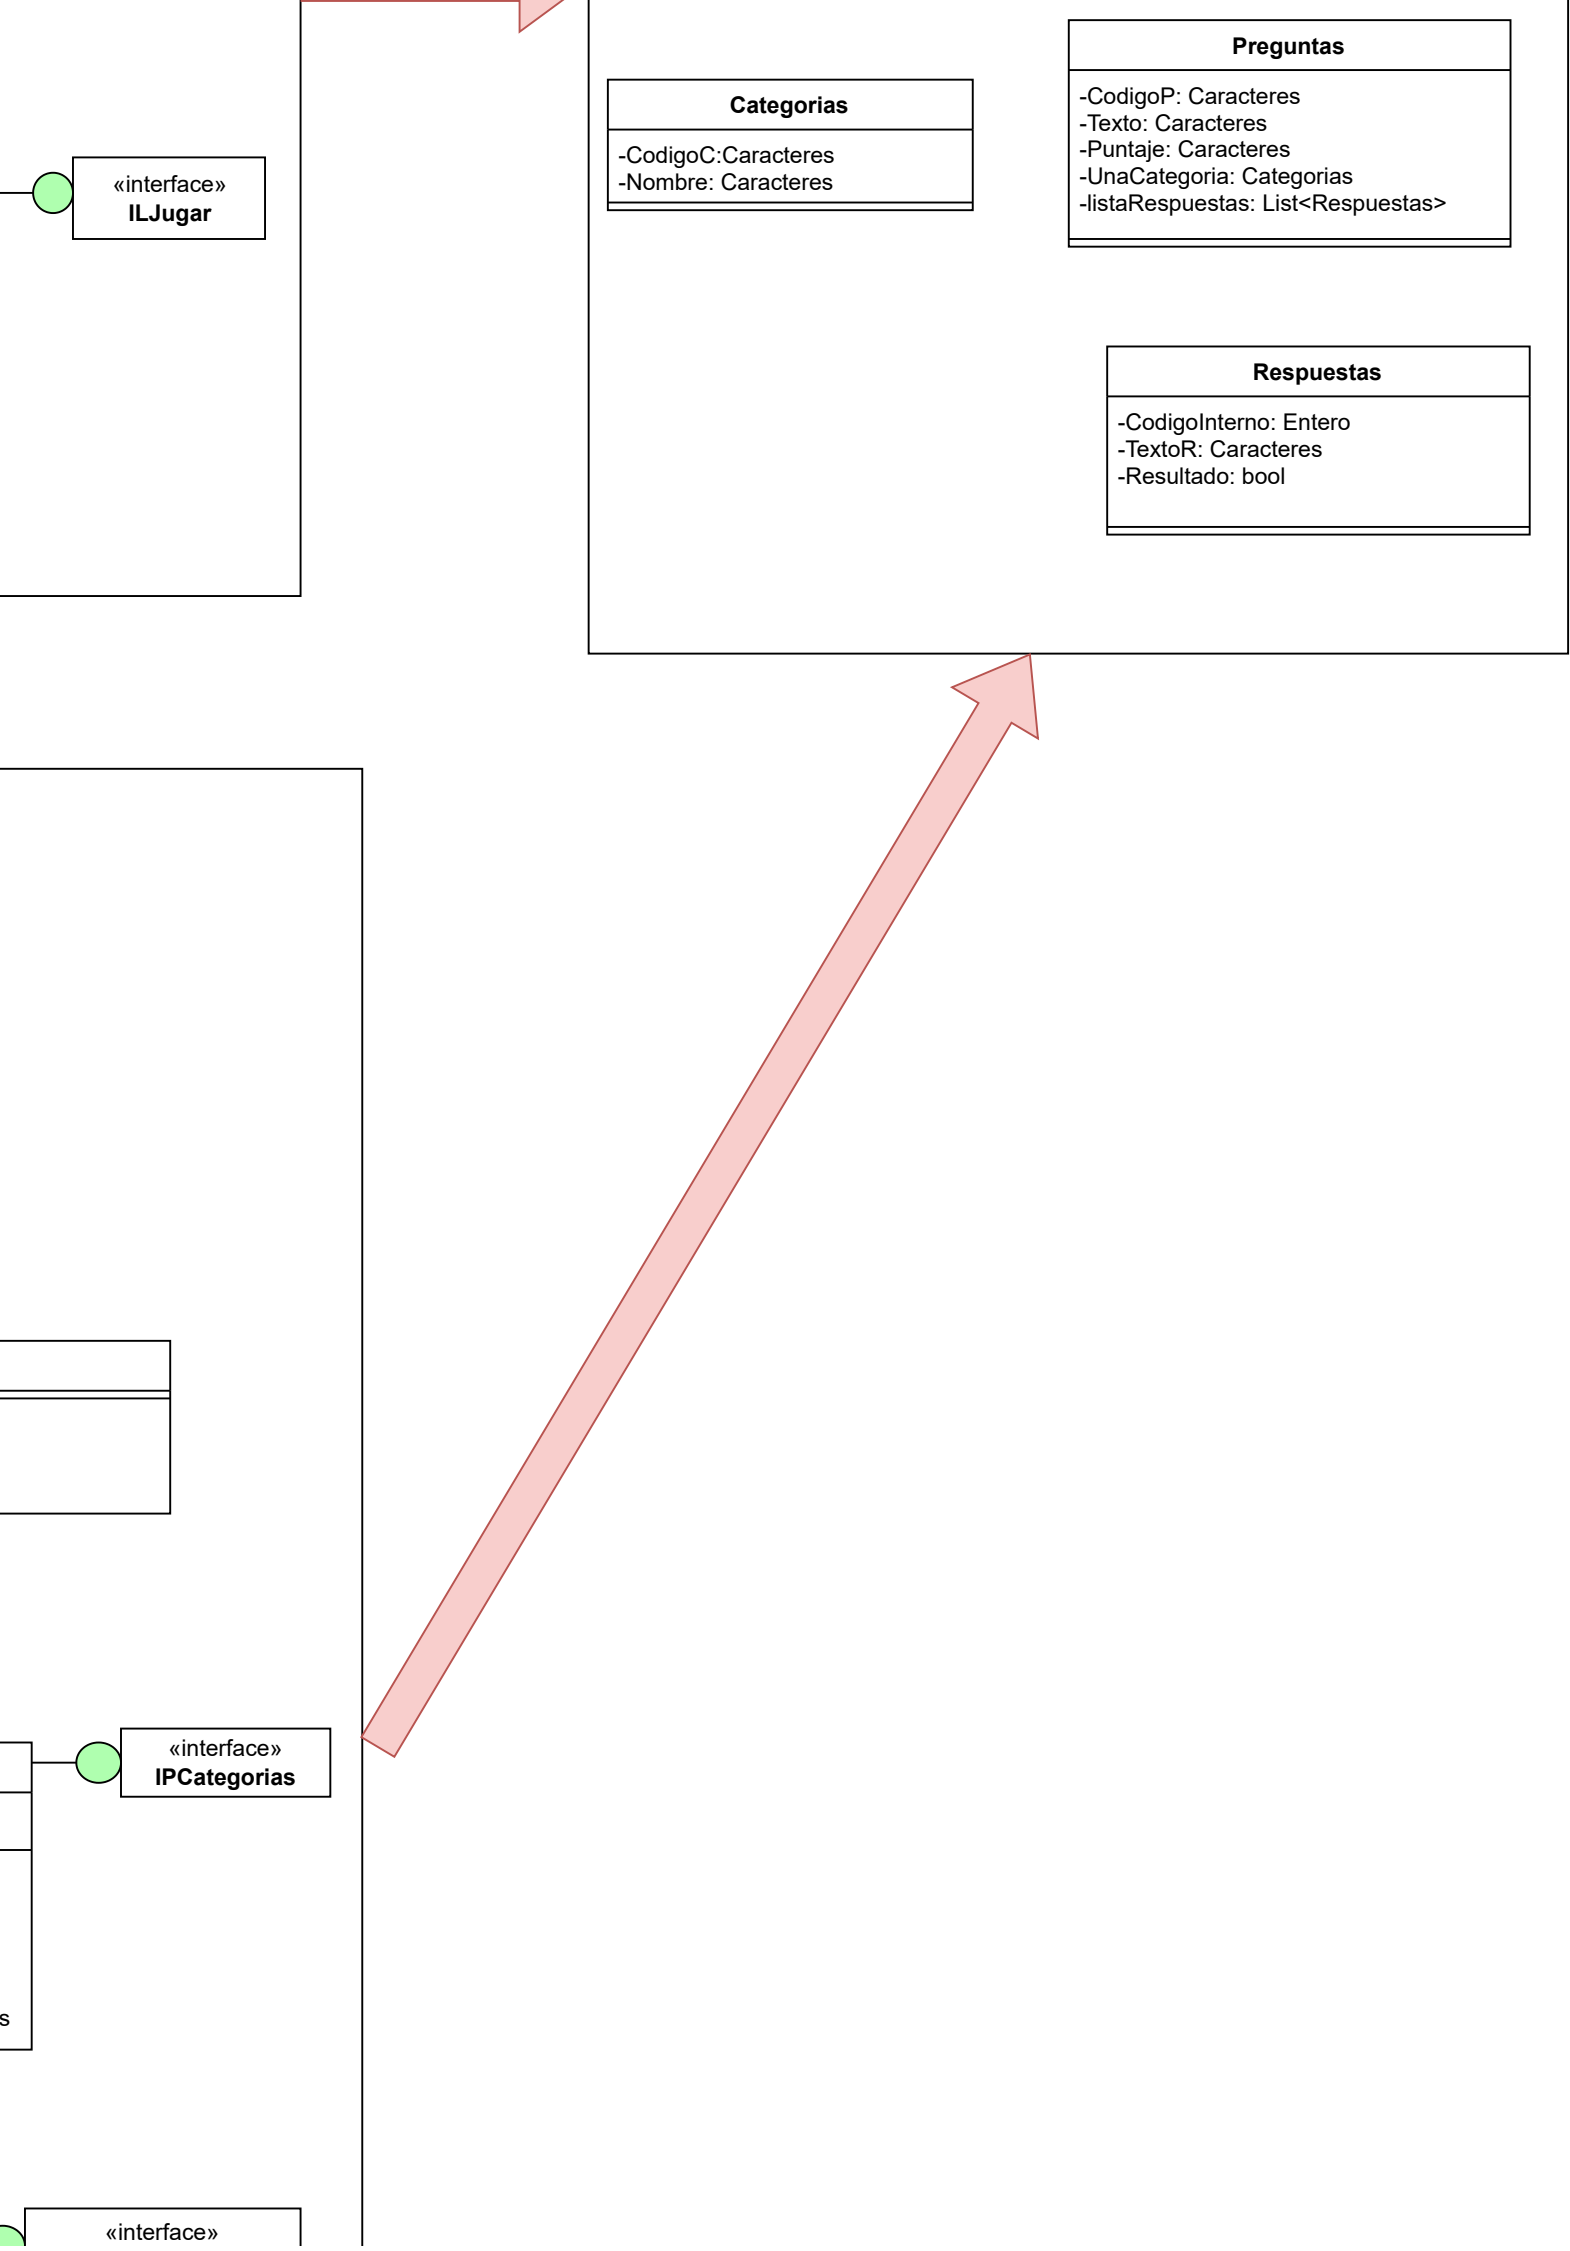 Preguntas
-CodigoP: Caracteres
-Texto: Caracteres
-Puntaje: Caracteres
-UnaCategoria: Categorias
-listaRespuestas: List<Respuestas>
Categorias
-CodigoC:Caracteres
-Nombre: Caracteres
«interface»
ILJugar
Respuestas
-CodigoInterno: Entero
-TextoR: Caracteres
-Resultado: bool
«interface»
IPCategorias
s
«interface»